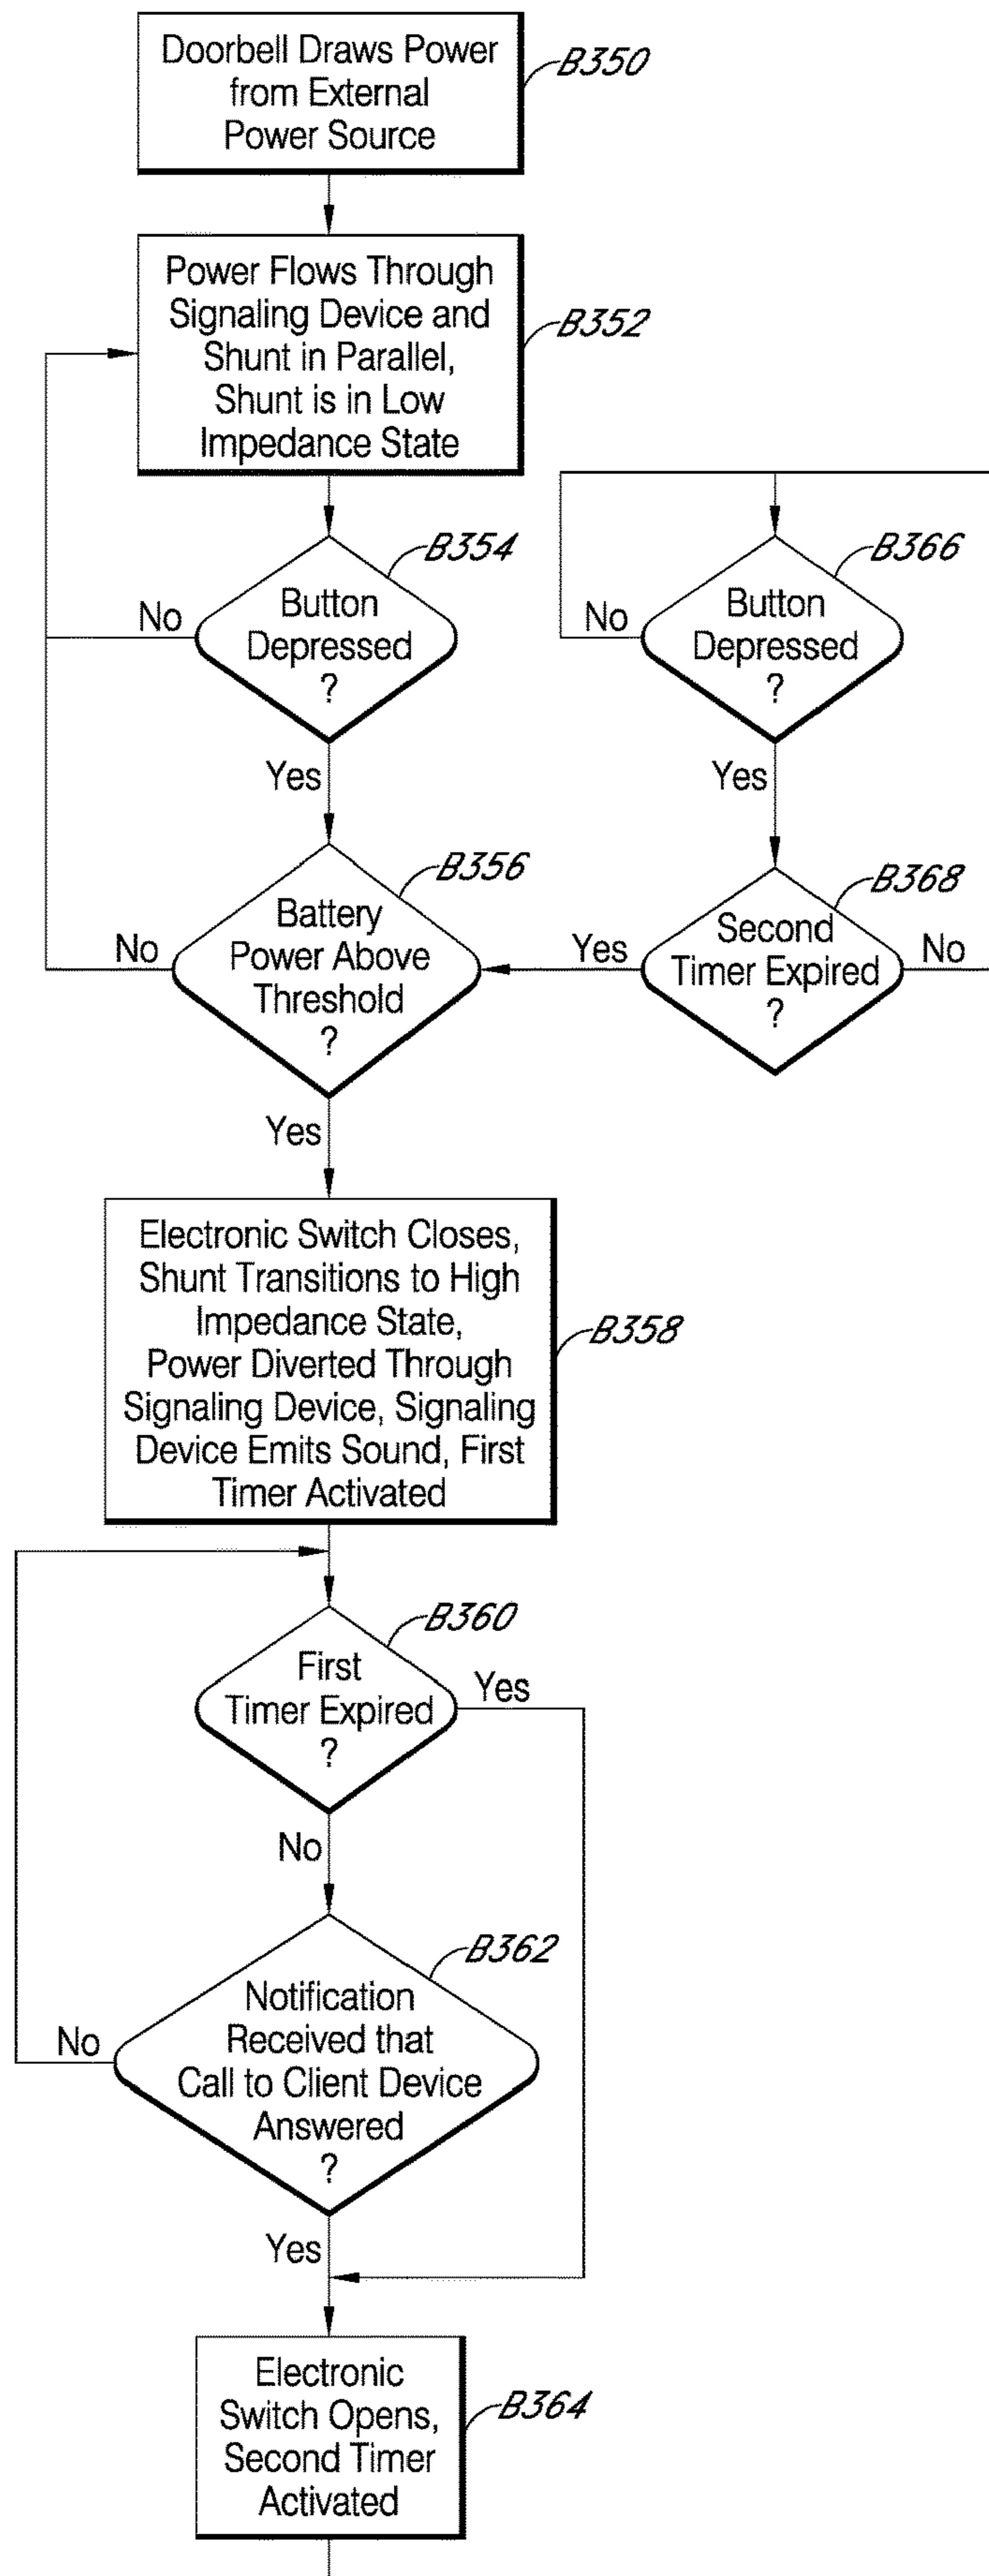 Doorbell Draws Power
from External
Power Source
B350
Power Flows Through
Signaling Device and
Shunt in Parallel,
Shunt is in Low
Impedance State
B352
B354
Button
Depressed
?
No
Yes
B366
Button
Depressed
?
No
Yes
B356
Battery
Power Above
Threshold
?
No
Yes
B368
Second
Timer Expired
?
Yes
No
Electronic Switch Closes,
Shunt Transitions to High
Impedance State,
Power Diverted Through
Signaling Device, Signaling
Device Emits Sound, First
Timer Activated
B358
B360
First
Timer Expired
?
Yes
No
B362
Notification
Received that
Call to Client Device
Answered
?
No
Yes
Electronic
Switch Opens,
Second Timer
Activated
B364